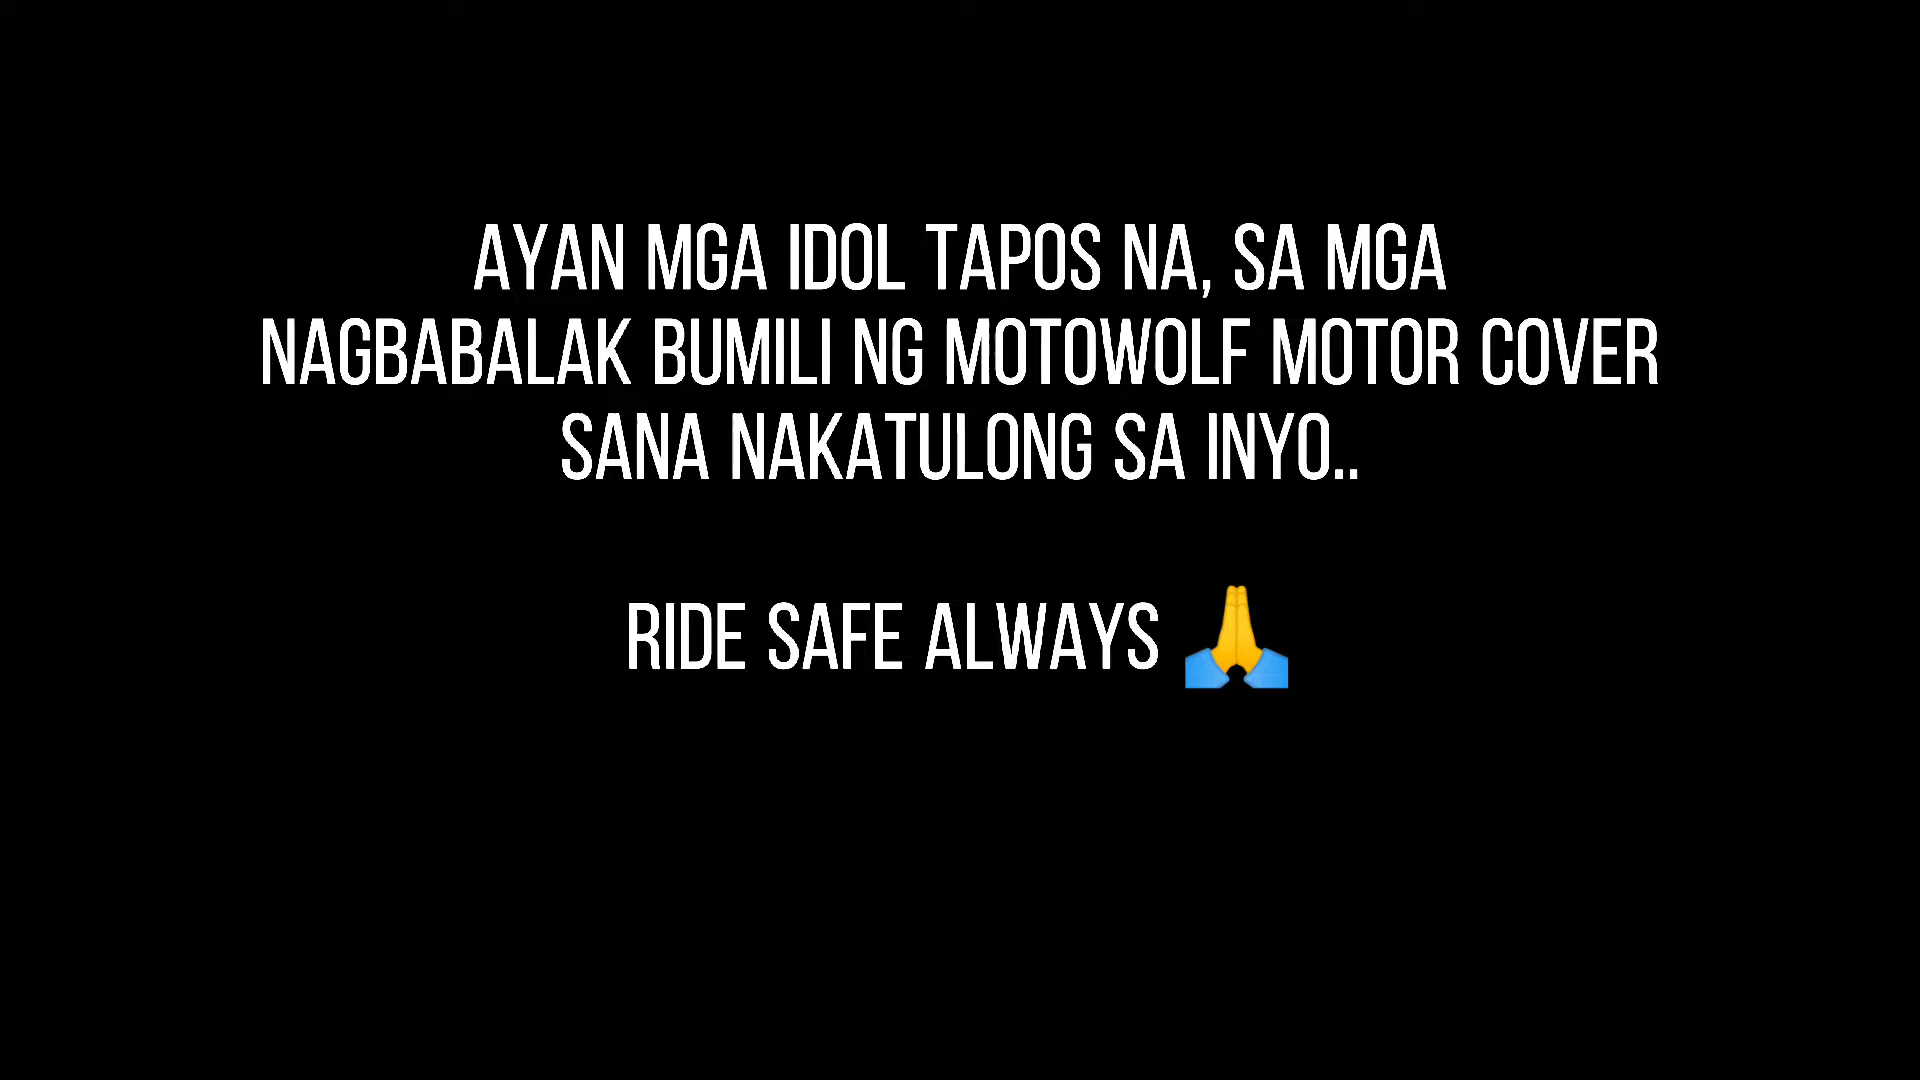 AYAN MGA IDOL TAPOS NA, SA MGA
NAGBABALAK BUMILI NG MOTOWOLF MOTOR COVER
SANA NAKATULONG SA INYO..
RIDE SAFE ALWAYS 🙏